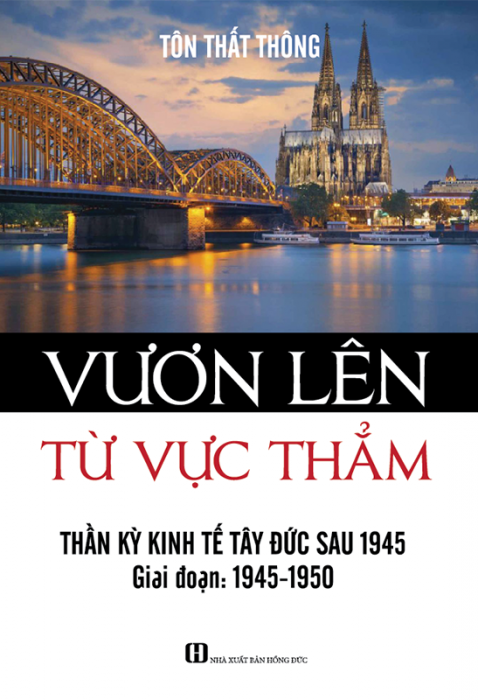 TÔN THẤT THÔNG
VƯƠN LÊN
TỪ VỰC THẲM
THẦN KỲ KINH TẾ TÂY ĐỨC SAU 1945
Giai đoạn: 1945-1950
H NHÀ XUẤT BẢN HỒNG ĐỨC